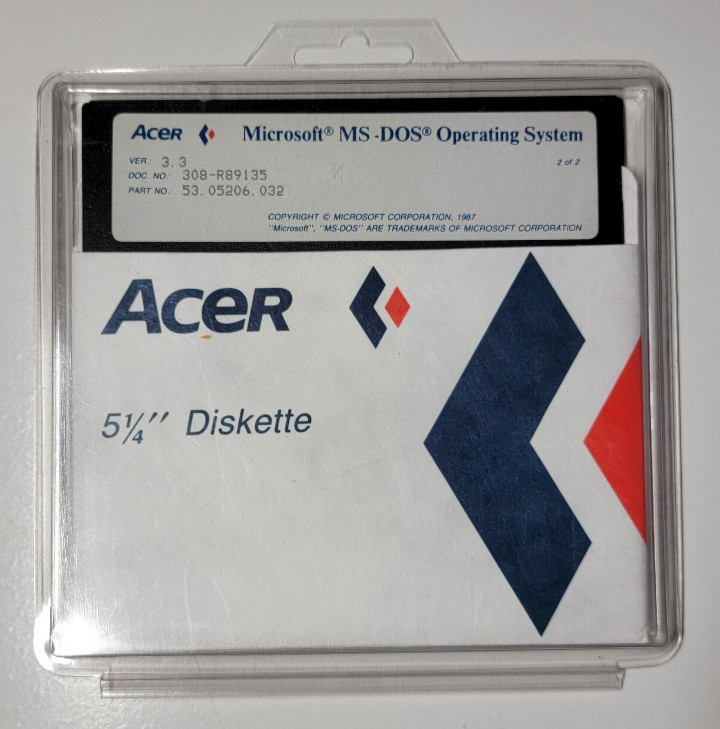 Acer Microsoft® MS-DOS® Operating System
VER.: 3.3 2 of 2
DOC. NO.: 308-R89135
PART NO.: 53.05206.032
COPYRIGHT © MICROSOFT CORPORATION, 1987
"Microsoft", "MS-DOS" ARE TRADEMARKS OF MICROSOFT CORPORATION
Acer
5¼″ Diskette